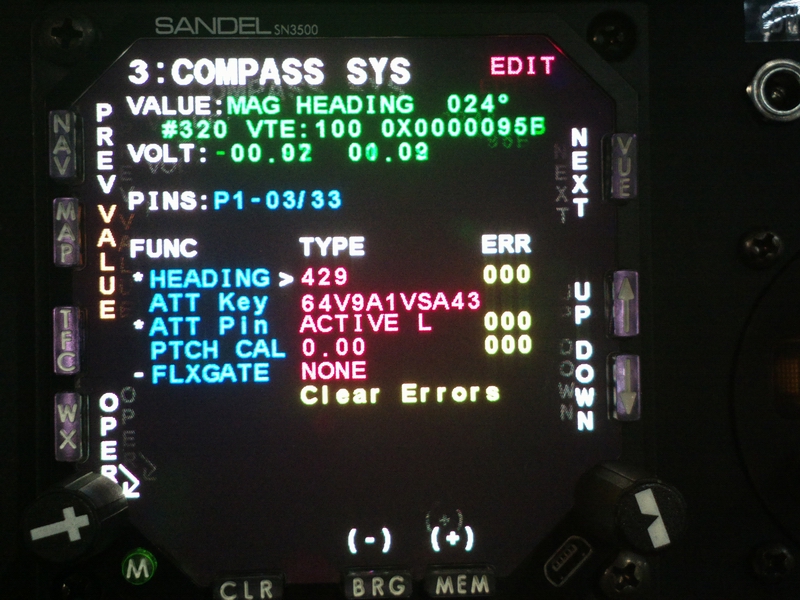 SANDEL SN3500
3:COMPASS SYS EDIT
VALUE:MAG HEADING 024°
#320 VTE:100 0X0000095B
VOLT:-00.02 00.09
PINS:P1-03/33
FUNC TYPE ERR
*HEADING > 429 000
ATT Key 64V9A1VSA43
*ATT Pin ACTIVE L 000
PTCH CAL 0.00 000
-FLXGATE NONE
Clear Errors
PREV VALUE
OPER
NEXT
UP DOWN
NAV
MAP
TFC
WX
VUE
(-) (+)
M
CLR BRG MEM